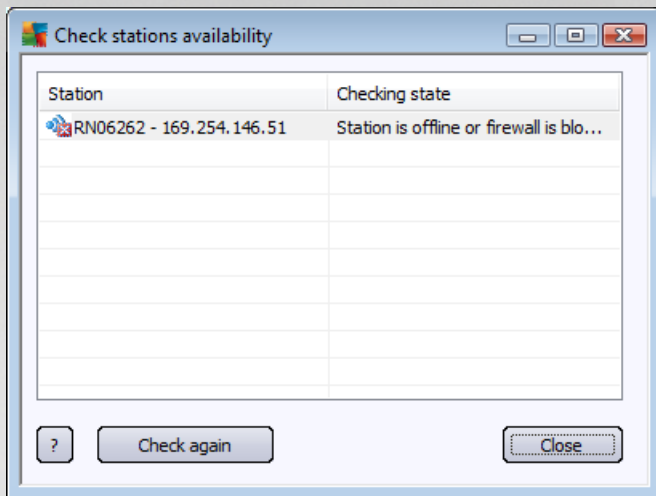 Check stations availability
Station Checking state
RN06262 - 169.254.146.51 Station is offline or firewall is blo...
? Check again Close